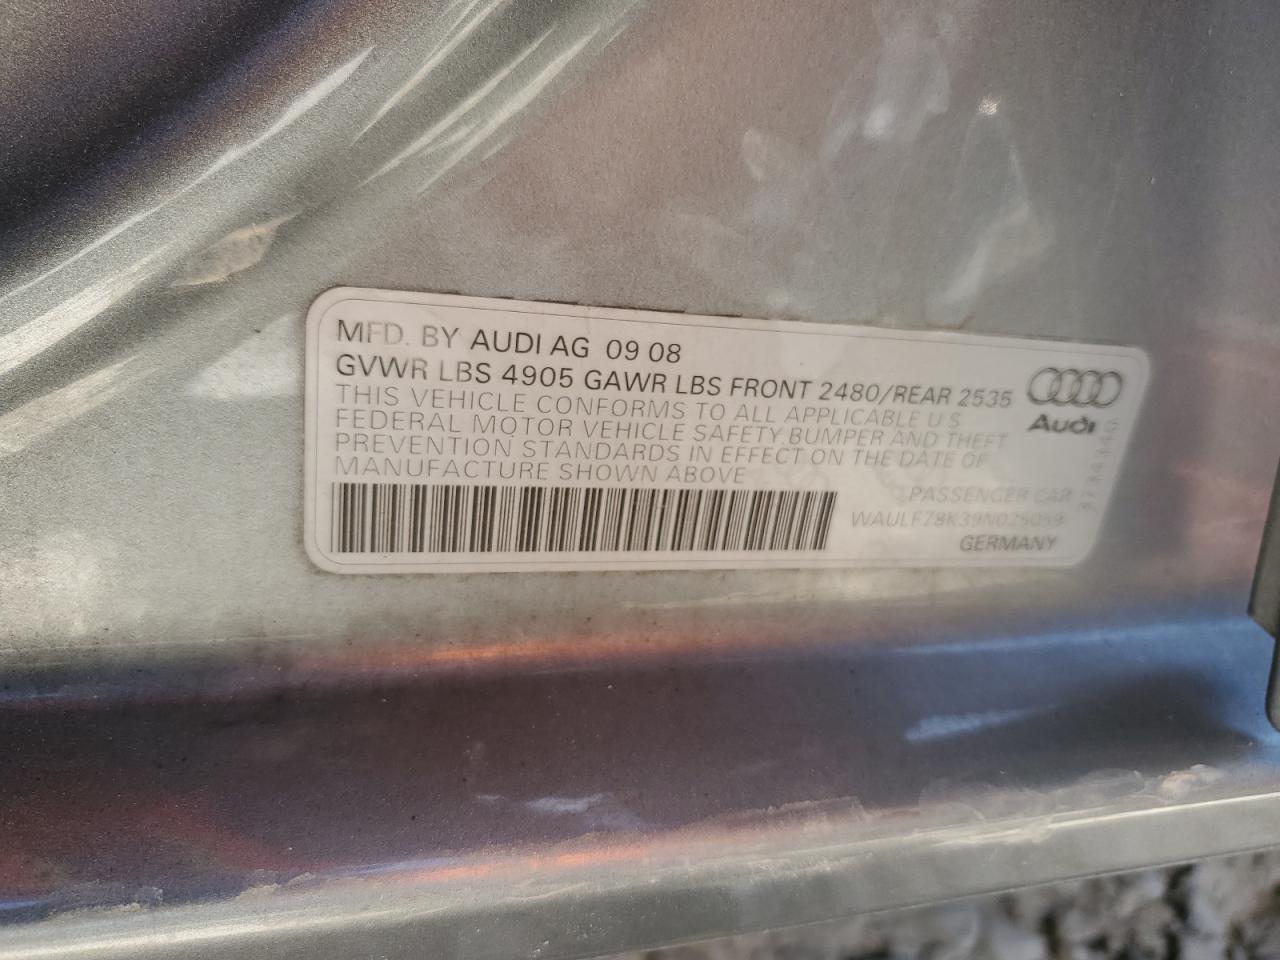 MFD. BY AUDI AG 09 08
GVWR LBS 4905 GAWR LBS FRONT 2480/REAR 2535
THIS VEHICLE CONFORMS TO ALL APPLICABLE U S
FEDERAL MOTOR VEHICLE SAFETY, BUMPER AND THEFT
PREVENTION STANDARDS IN EFFECT ON THE DATE OF
MANUFACTURE SHOWN ABOVE
Audi
PASSENGER CAR
WAULF78K39N025059
GERMANY